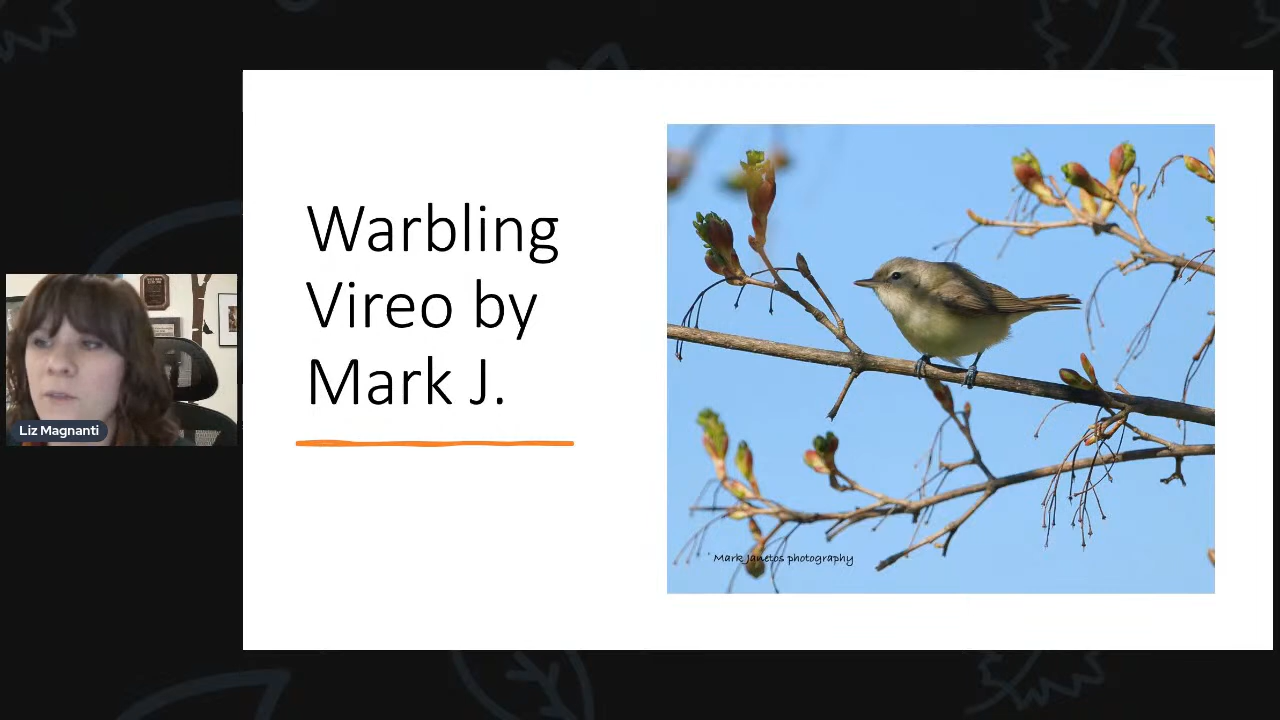 Warbling
Vireo by
Mark J.
Liz Magnanti
Mark Janetos photography